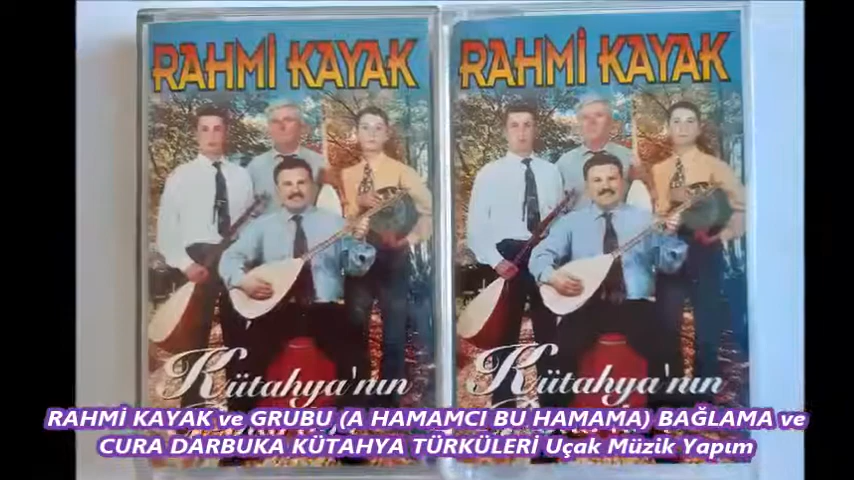 RAHMİ KAYAK
RAHMİ KAYAK
Kütahya'nın
Kütahya'nın
RAHMİ KAYAK ve GRUBU (A HAMAMCI BU HAMAMA) BAĞLAMA ve
CURA DARBUKA KÜTAHYA TÜRKÜLERİ Uçak Müzik Yapım